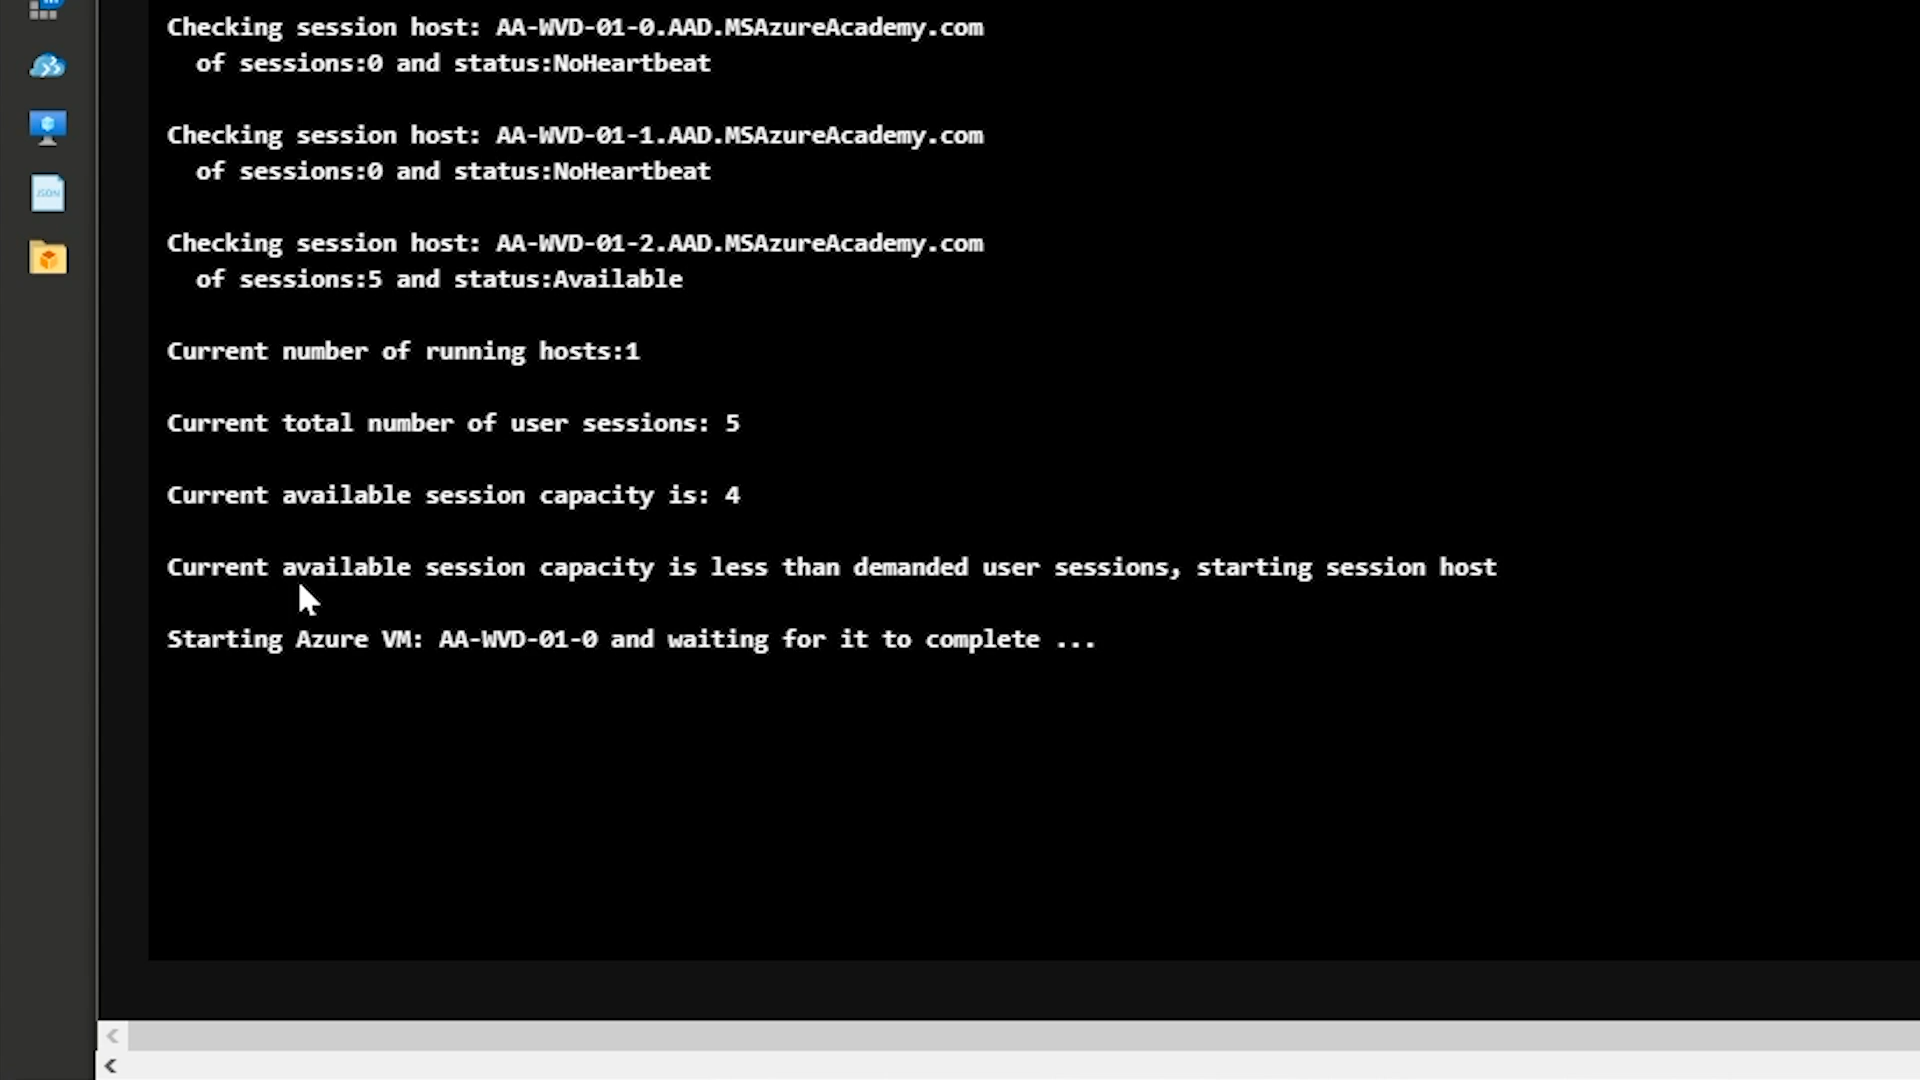 Checking session host: AA-WVD-01-0.AAD.MSAzureAcademy.com
of sessions:0 and status:NoHeartbeat
Checking session host: AA-WVD-01-1.AAD.MSAzureAcademy.com
of sessions:0 and status:NoHeartbeat
Checking session host: AA-WVD-01-2.AAD.MSAzureAcademy.com
of sessions:5 and status:Available
Current number of running hosts:1
Current total number of user sessions: 5
Current available session capacity is: 4
Current available session capacity is less than demanded user sessions, starting session host
Starting Azure VM: AA-WVD-01-0 and waiting for it to complete ...
JSON